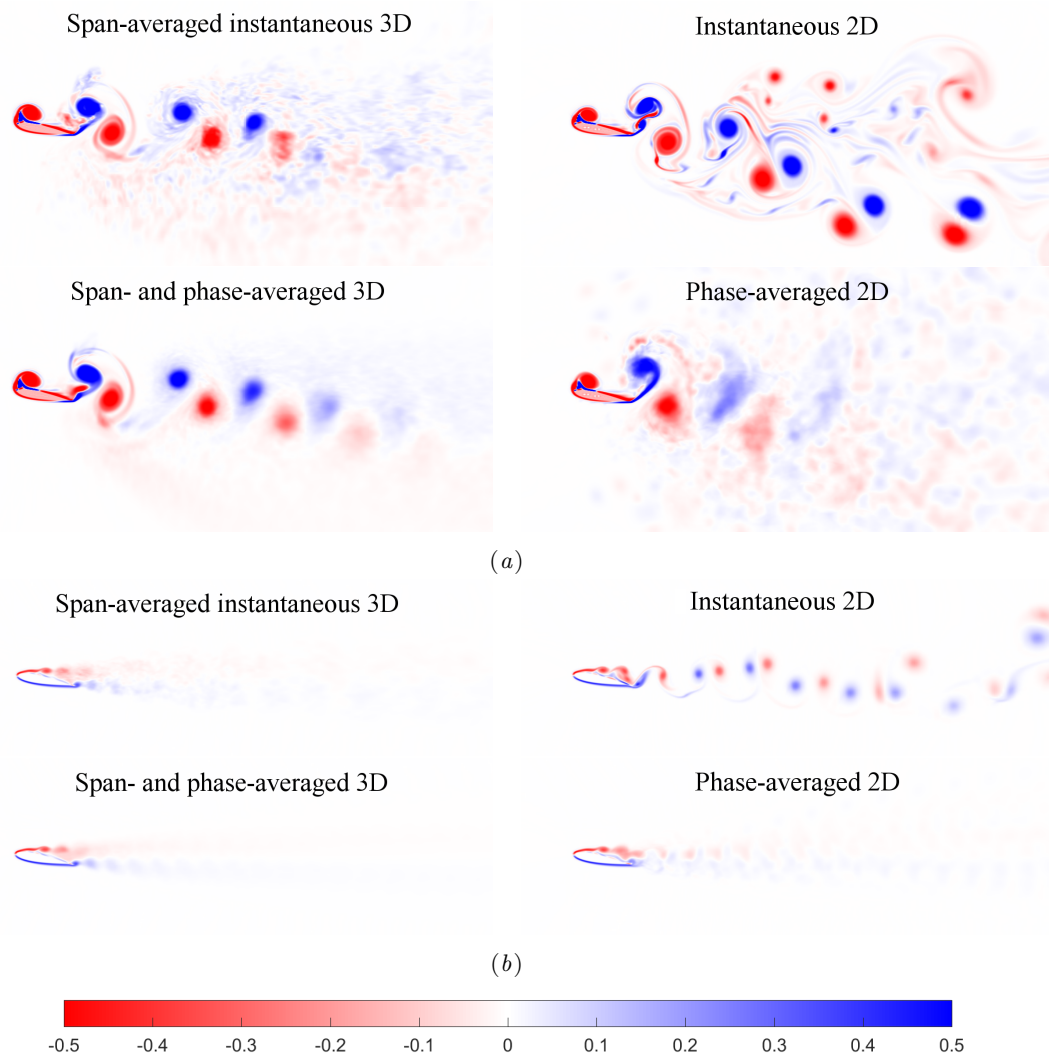 Span-averaged instantaneous 3D
Instantaneous 2D
Span- and phase-averaged 3D
Phase-averaged 2D
(a)
Span-averaged instantaneous 3D
Instantaneous 2D
Span- and phase-averaged 3D
Phase-averaged 2D
(b)
-0.5 -0.4 -0.3 -0.2 -0.1 0 0.1 0.2 0.3 0.4 0.5